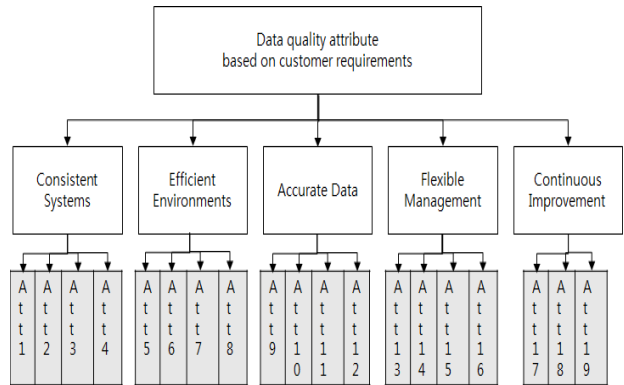 Data quality attribute
based on customer requirements
Consistent
Systems
Efficient
Environments
Accurate Data
Flexible
Management
Continuous
Improvement
Att1
Att2
Att3
Att4
Att5
Att6
Att7
Att8
Att9
Att10
Att11
Att12
Att13
Att14
Att15
Att16
Att17
Att18
Att19